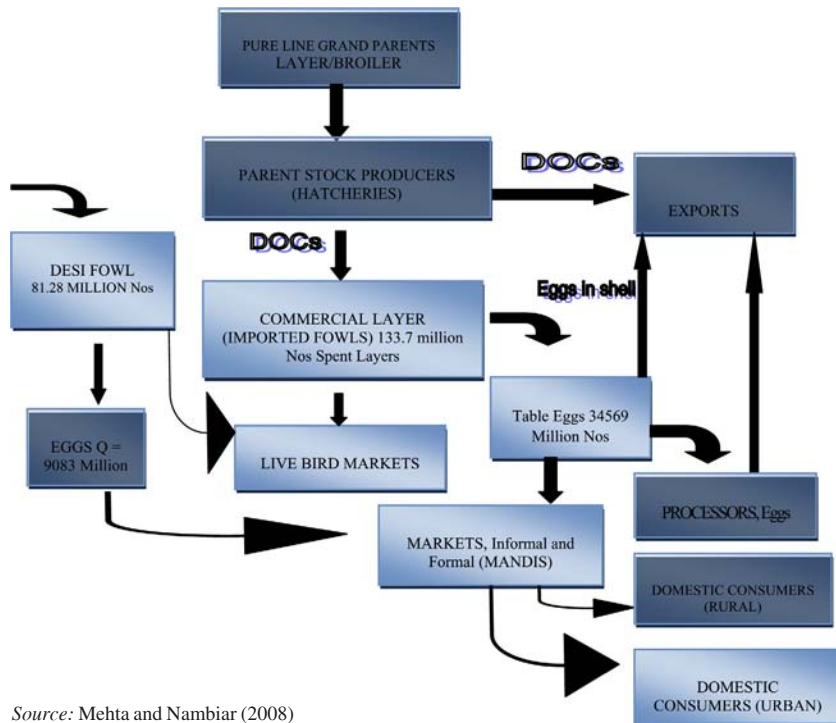 PURE LINE GRAND PARENTS
LAYER/BROILER
PARENT STOCK PRODUCERS
(HATCHERIES)
DOCs
EXPORTS
DOCs
DESI FOWL
81.28 MILLION Nos
Eggs in shell
COMMERCIAL LAYER
(IMPORTED FOWLS) 133.7 million
Nos Spent Layers
Table Eggs 34569
Million Nos
EGGS Q =
9083 Million
LIVE BIRD MARKETS
PROCESSORS, Eggs
MARKETS, Informal and
Formal (MANDIS)
DOMESTIC CONSUMERS
(RURAL)
DOMESTIC
CONSUMERS (URBAN)
Source: Mehta and Nambiar (2008)